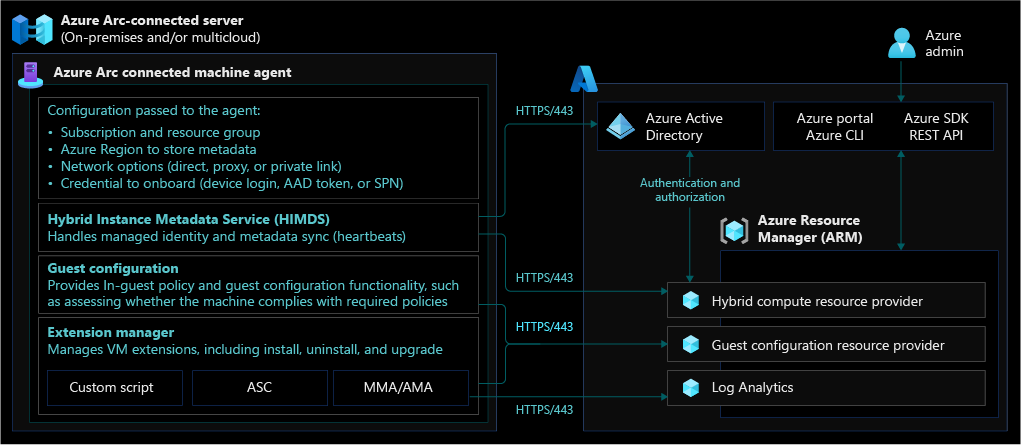 Azure Arc-connected server
(On-premises and/or multicloud)
Azure Arc connected machine agent
Configuration passed to the agent:
• Subscription and resource group
• Azure Region to store metadata
• Network options (direct, proxy, or private link)
• Credential to onboard (device login, AAD token, or SPN)
Hybrid Instance Metadata Service (HIMDS)
Handles managed identity and metadata sync (heartbeats)
Guest configuration
Provides In-guest policy and guest configuration functionality, such
as assessing whether the machine complies with required policies
Extension manager
Manages VM extensions, including install, uninstall, and upgrade
Custom script
ASC
MMA/AMA
HTTPS/443
HTTPS/443
HTTPS/443
HTTPS/443
Azure
admin
Azure Active
Directory
Azure portal
Azure CLI
Azure SDK
REST API
Authentication and
authorization
Azure Resource
Manager (ARM)
Hybrid compute resource provider
Guest configuration resource provider
Log Analytics